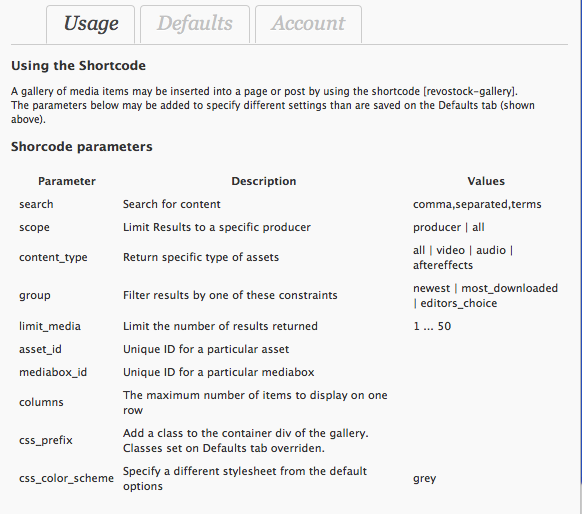 Usage Defaults Account
Using the Shortcode
A gallery of media items may be inserted into a page or post by using the shortcode [revostock-gallery].
The parameters below may be added to specify different settings than are saved on the Defaults tab (shown
above).
Shorcode parameters
Parameter Description Values
search Search for content comma,separated,terms
scope Limit Results to a specific producer producer | all
content_type Return specific type of assets all | video | audio |
aftereffects
group Filter results by one of these constraints newest | most_downloaded
| editors_choice
limit_media Limit the number of results returned 1 ... 50
asset_id Unique ID for a particular asset
mediabox_id Unique ID for a particular mediabox
columns The maximum number of items to display on one
row
css_prefix Add a class to the container div of the gallery.
Classes set on Defaults tab overriden.
css_color_scheme Specify a different stylesheet from the default
options grey